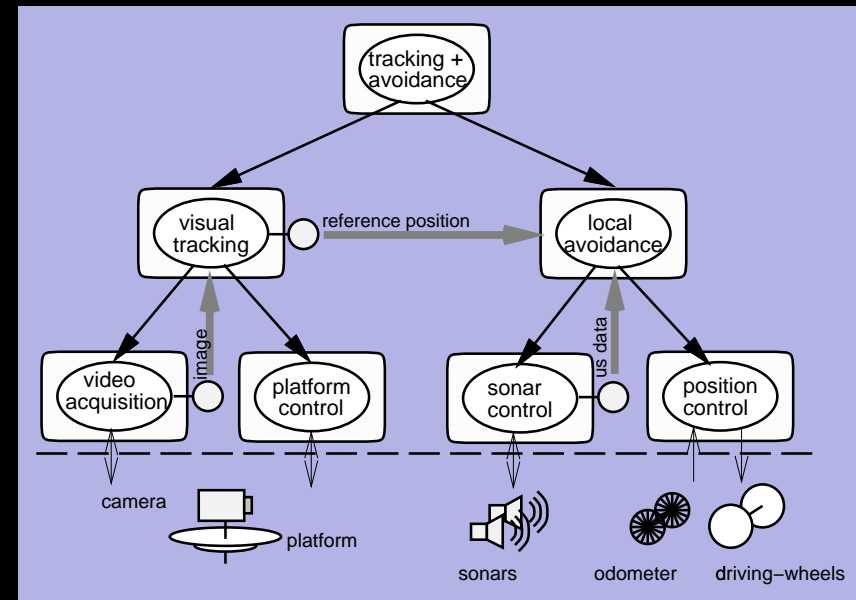 tracking +
avoidance
visual
tracking
reference position
local
avoidance
image
us data
video
acquisition
platform
control
sonar
control
position
control
camera
platform
sonars
odometer
driving−wheels